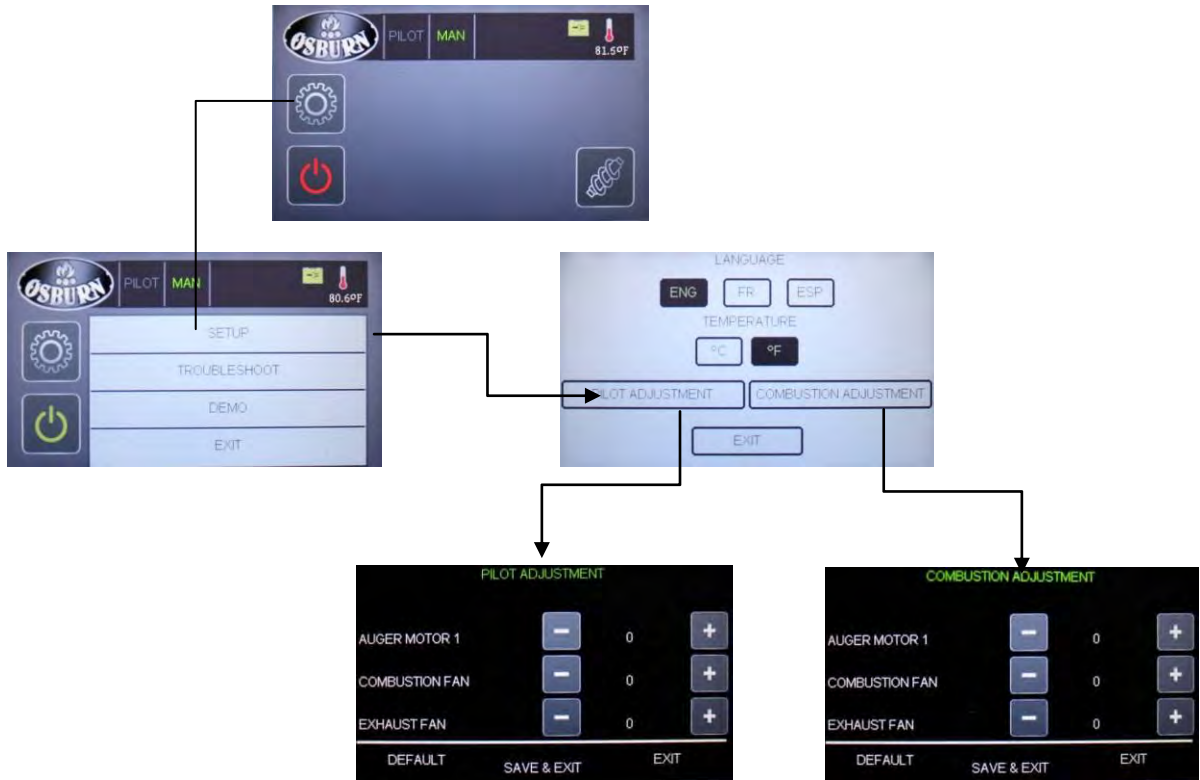 OSBURN PILOT MAN 81.5°F
OSBURN PILOT MAN 80.6°F
SETUP
TROUBLESHOOT
DEMO
EXIT
LANGUAGE
ENG FR ESP
TEMPERATURE
°C °F
PILOT ADJUSTMENT COMBUSTION ADJUSTMENT
EXIT
PILOT ADJUSTMENT
AUGER MOTOR 1 - 0 +
COMBUSTION FAN - 0 +
EXHAUST FAN - 0 +
DEFAULT SAVE & EXIT EXIT
COMBUSTION ADJUSTMENT
AUGER MOTOR 1 - 0 +
COMBUSTION FAN - 0 +
EXHAUST FAN - 0 +
DEFAULT SAVE & EXIT EXIT